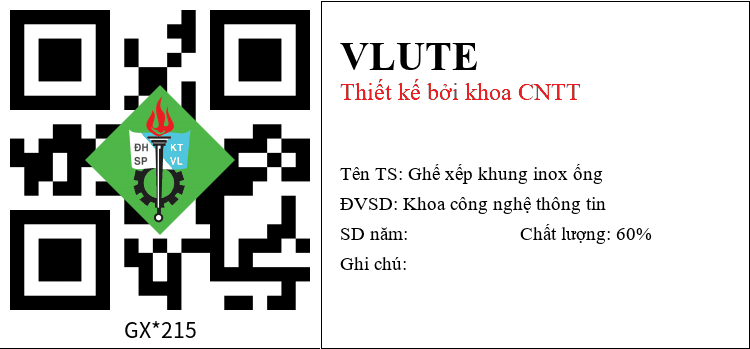 ĐH KT
SP VL
GX*215
VLUTE
Thiết kế bởi khoa CNTT
Tên TS: Ghế xếp khung inox ống
ĐVSD: Khoa công nghệ thông tin
SD năm: Chất lượng: 60%
Ghi chú: